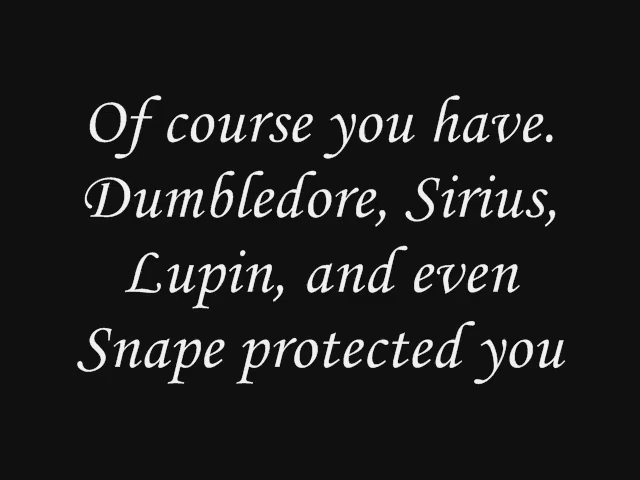 Of course you have.
Dumbledore, Sirius,
Lupin, and even
Snape protected you